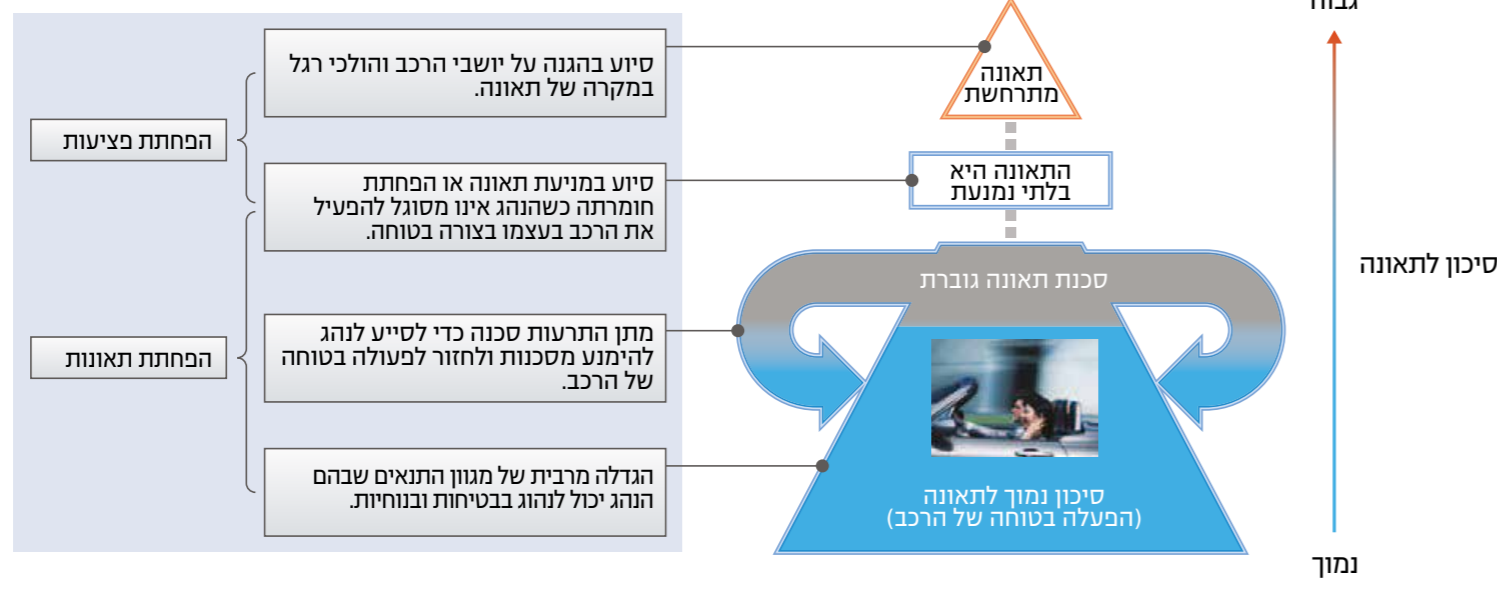 גבוה
סיכון לתאונה
נמוך
תאונה
מתרחשת
התאונה היא
בלתי נמנעת
סכנת תאונה גוברת
סיכון נמוך לתאונה
(הפעלה בטוחה של הרכב)
סיוע בהגנה על יושבי הרכב והולכי רגל
במקרה של תאונה.
סיוע במניעת תאונה או הפחתת
חומרתה כשהנהג אינו מסוגל להפעיל
את הרכב בעצמו בצורה בטוחה.
מתן התרעות סכנה כדי לסייע לנהג
להימנע מסכנות ולחזור לפעולה בטוחה
של הרכב.
הגדלה מרבית של מגוון התנאים שבהם
הנהג יכול לנהוג בבטיחות ובנוחיות.
הפחתת פציעות
הפחתת תאונות